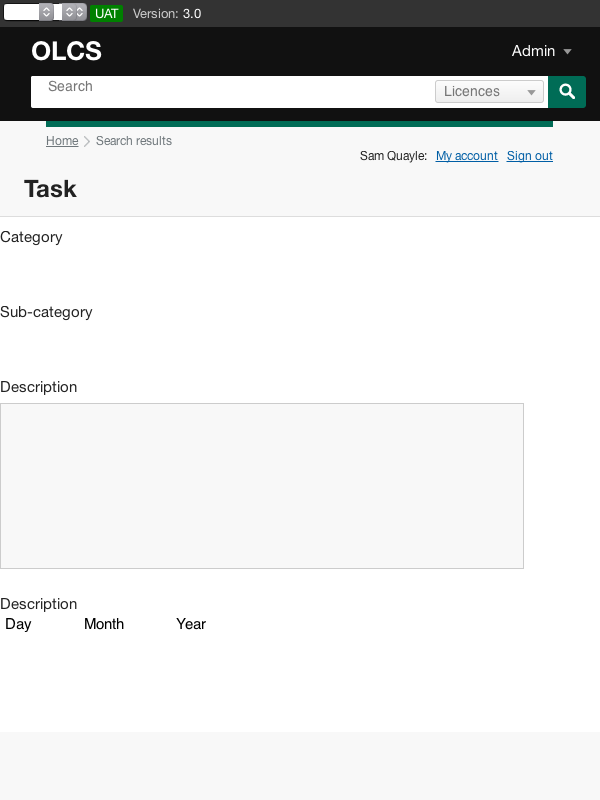 UAT Version: 3.0
OLCS
Admin
Search Licences
Home Search results
Sam Quayle: My account Sign out
Task
Category
Sub-category
Description
Description
Day Month Year